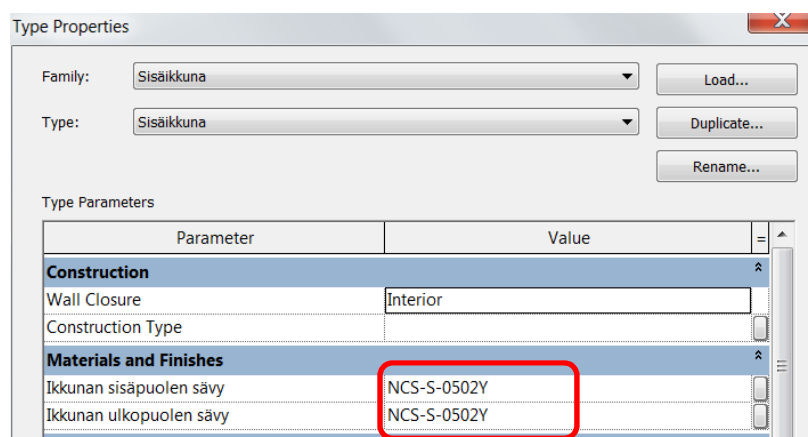 Type Properties
Family: Sisäikkuna Load...
Type: Sisäikkuna Duplicate...
Rename...
Type Parameters
Parameter Value =
Construction
Wall Closure Interior
Construction Type
Materials and Finishes
Ikkunan sisäpuolen sävy NCS-S-0502Y
Ikkunan ulkopuolen sävy NCS-S-0502Y